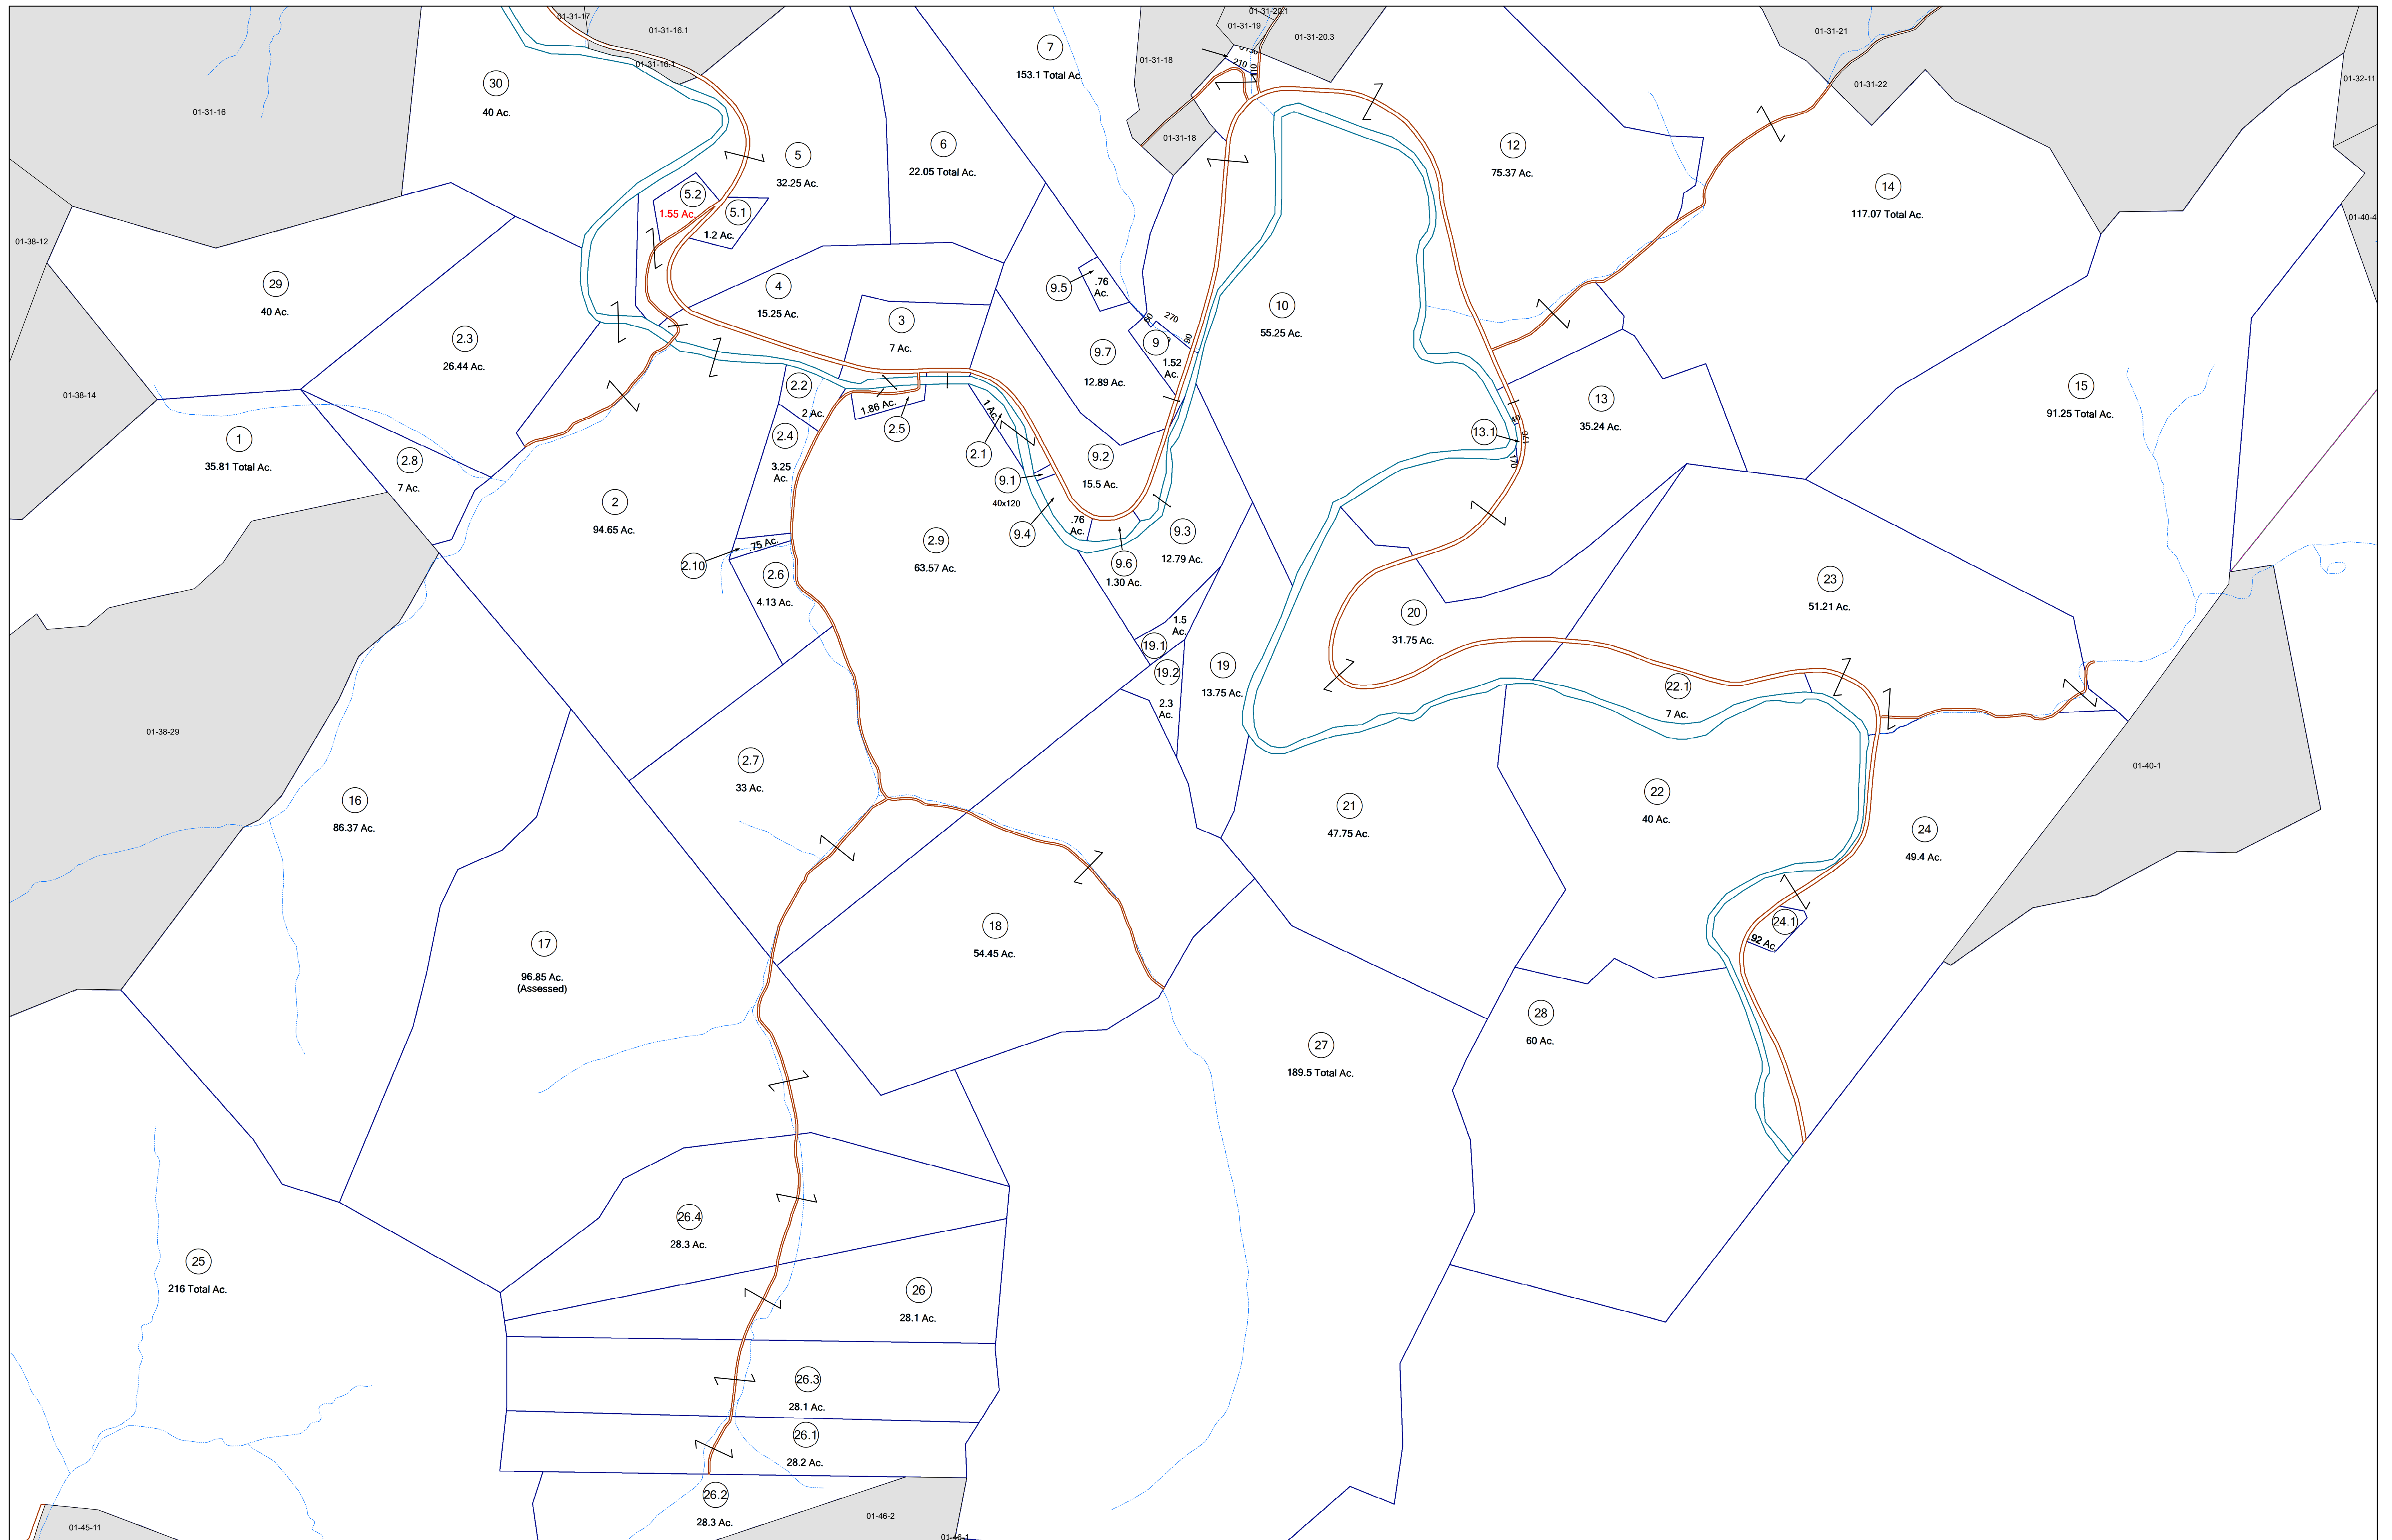 01-31-17
01-31-16.1
01-31-16.1
01-31-16
30
40 Ac.
7
153.1 Total Ac.
01-31-18
01-31-18
01-31-19
01-31-20.1
01-31-20.3
210
110
01-31-21
01-31-22
01-32-11
01-40-4
5
32.25 Ac.
6
22.05 Total Ac.
12
75.37 Ac.
14
117.07 Total Ac.
5.2
1.55 Ac.
5.1
1.2 Ac.
01-38-12
29
40 Ac.
4
15.25 Ac.
9.5
.76
Ac.
10
55.25 Ac.
3
7 Ac.
270
80
9
1.52
Ac.
2.3
26.44 Ac.
9.7
12.89 Ac.
01-38-14
2.2
2 Ac.
1.86 Ac.
2.5
1 Ac.
2.1
13
35.24 Ac.
15
91.25 Total Ac.
1
35.81 Total Ac.
2.4
3.25
Ac.
13.1
170
2.8
7 Ac.
9.2
15.5 Ac.
9.1
40x120
9.4
.76
Ac.
2
94.65 Ac.
2.9
63.57 Ac.
9.3
12.79 Ac.
9.6
1.30 Ac.
.75 Ac.
2.10
2.6
4.13 Ac.
23
51.21 Ac.
20
31.75 Ac.
1.5
Ac.
19.1
19.2
2.3
Ac.
19
13.75 Ac.
22.1
7 Ac.
01-38-29
2.7
33 Ac.
01-40-1
16
86.37 Ac.
21
47.75 Ac.
22
40 Ac.
24
49.4 Ac.
24.1
.92 Ac.
17
96.85 Ac.
(Assessed)
18
54.45 Ac.
28
60 Ac.
27
189.5 Total Ac.
26.4
28.3 Ac.
25
216 Total Ac.
26
28.1 Ac.
26.3
28.1 Ac.
26.1
28.2 Ac.
26.2
28.3 Ac.
01-45-11
01-46-2
01-46-1